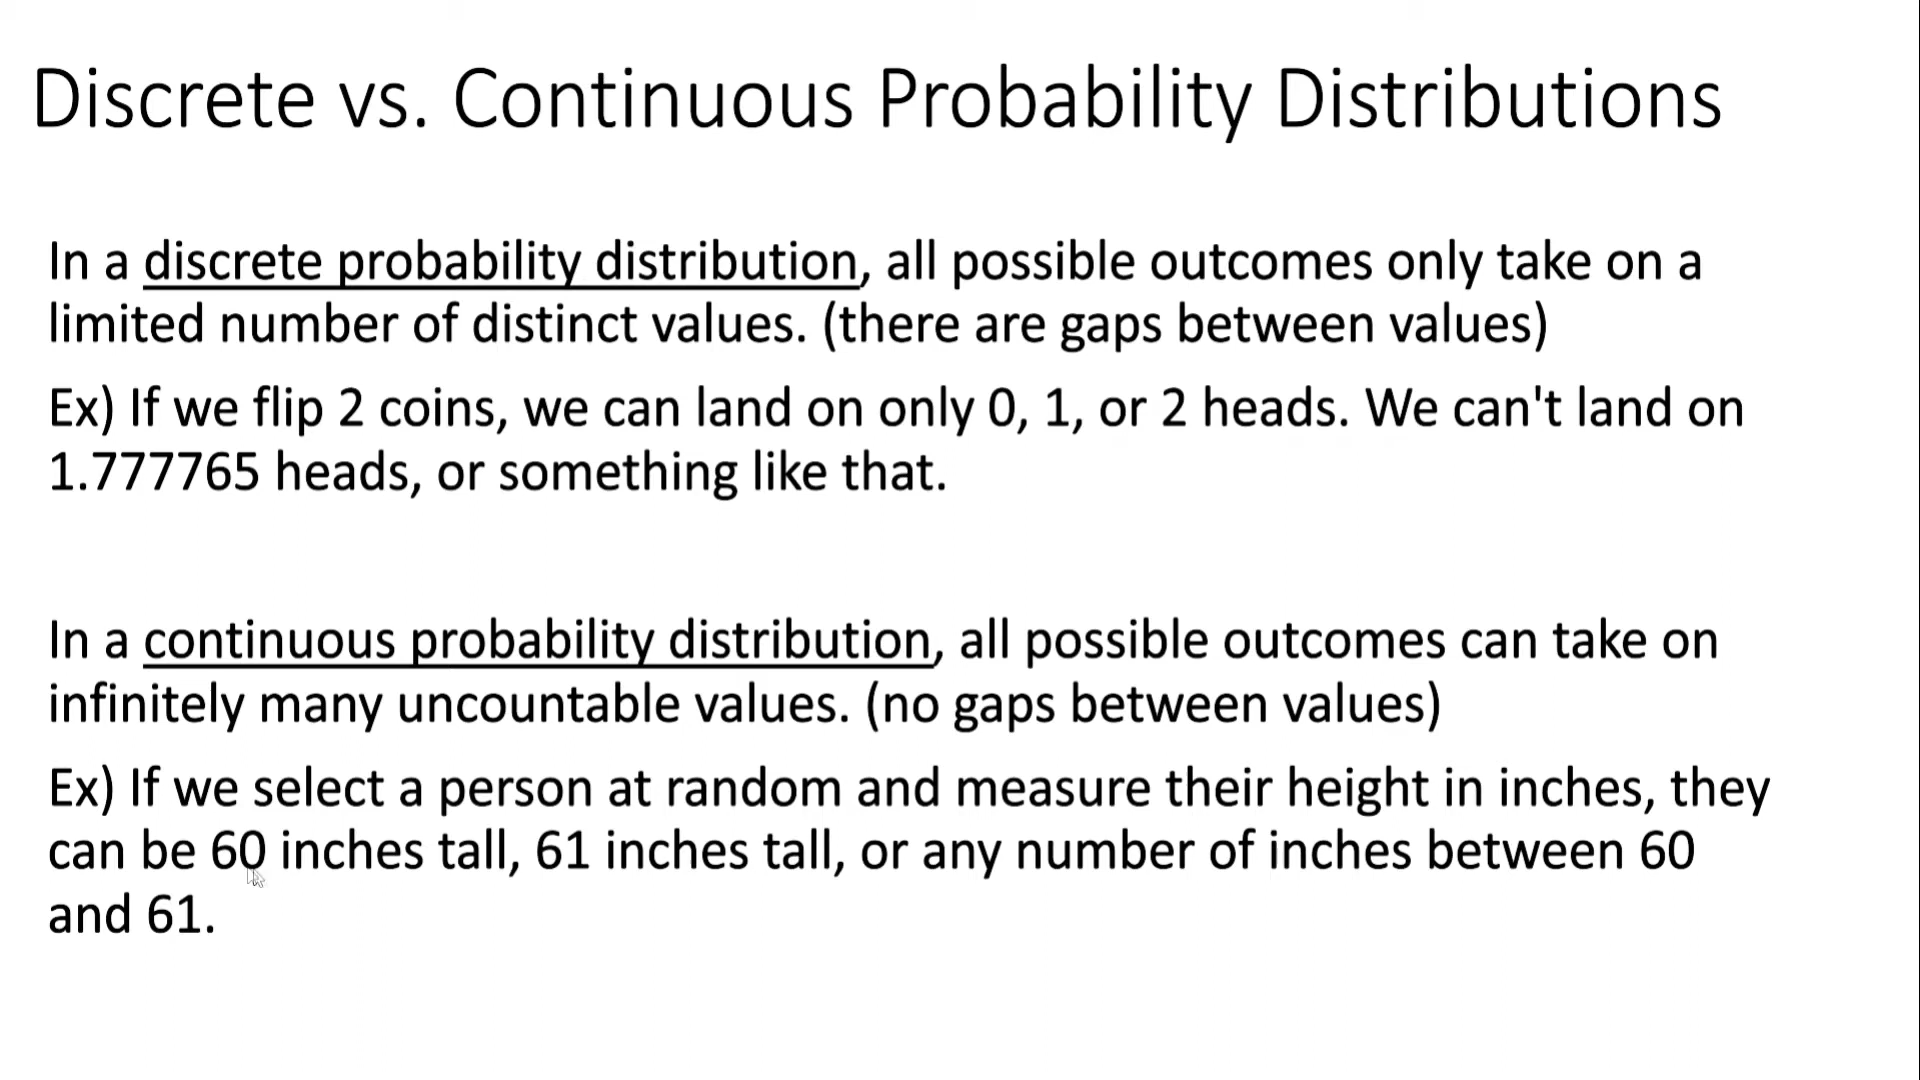 Discrete vs. Continuous Probability Distributions
In a discrete probability distribution, all possible outcomes only take on a
limited number of distinct values. (there are gaps between values)
Ex) If we flip 2 coins, we can land on only 0, 1, or 2 heads. We can't land on
1.777765 heads, or something like that.
In a continuous probability distribution, all possible outcomes can take on
infinitely many uncountable values. (no gaps between values)
Ex) If we select a person at random and measure their height in inches, they
can be 60 inches tall, 61 inches tall, or any number of inches between 60
and 61.